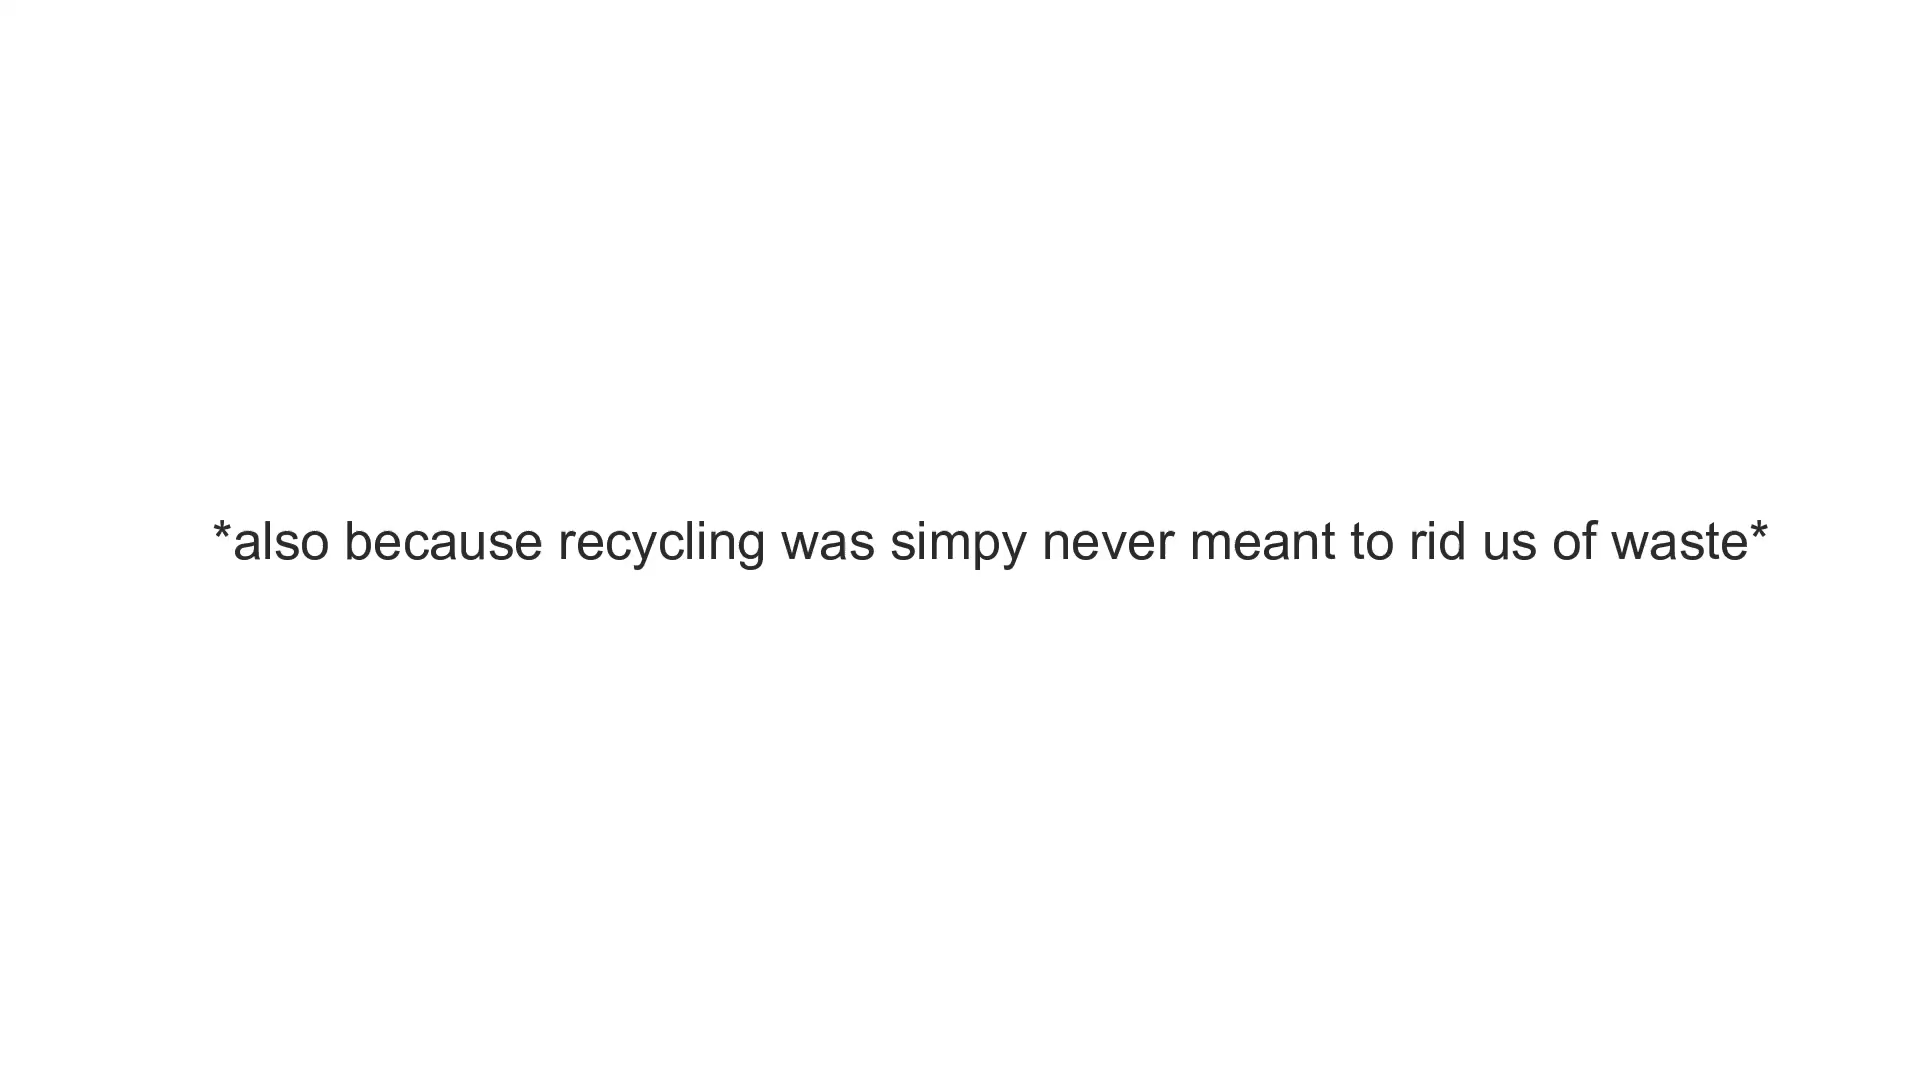 *also because recycling was simpy never meant to rid us of waste*